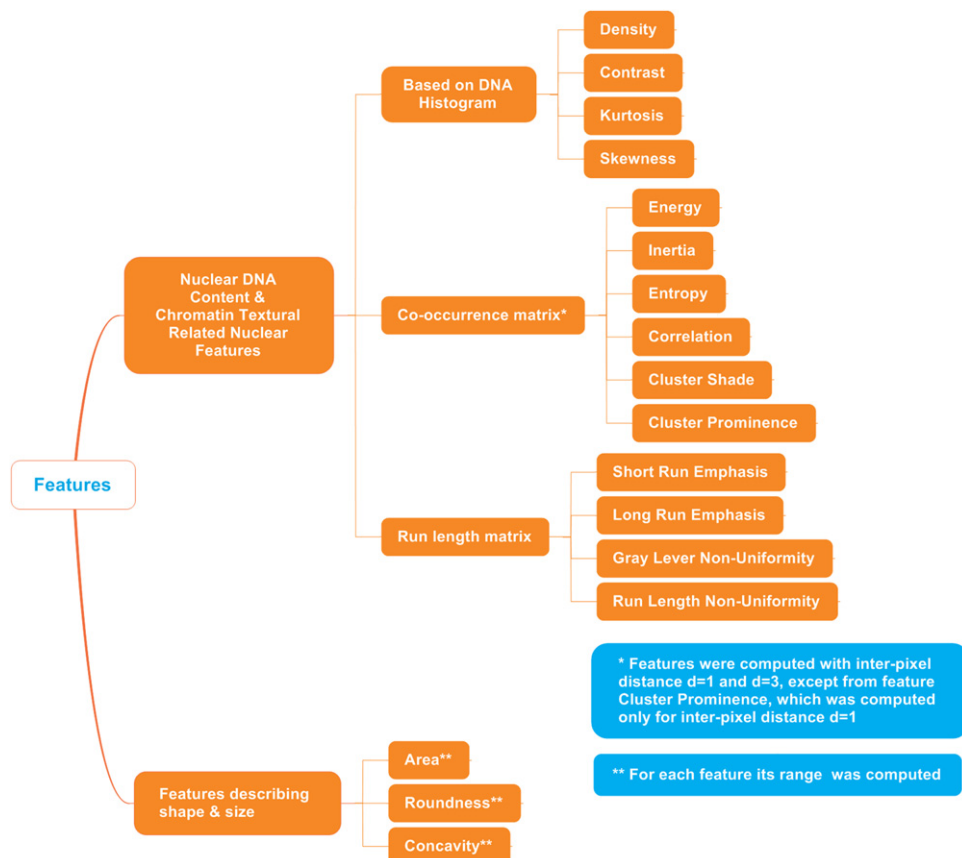 Features
Nuclear DNA
Content &
Chromatin Textural
Related Nuclear
Features
Based on DNA
Histogram
Density
Contrast
Kurtosis
Skewness
Co-occurrence matrix*
Energy
Inertia
Entropy
Correlation
Cluster Shade
Cluster Prominence
Run length matrix
Short Run Emphasis
Long Run Emphasis
Gray Lever Non-Uniformity
Run Length Non-Uniformity
Features describing
shape & size
Area**
Roundness**
Concavity**
* Features were computed with inter-pixel
distance d=1 and d=3, except from feature
Cluster Prominence, which was computed
only for inter-pixel distance d=1
** For each feature its range was computed